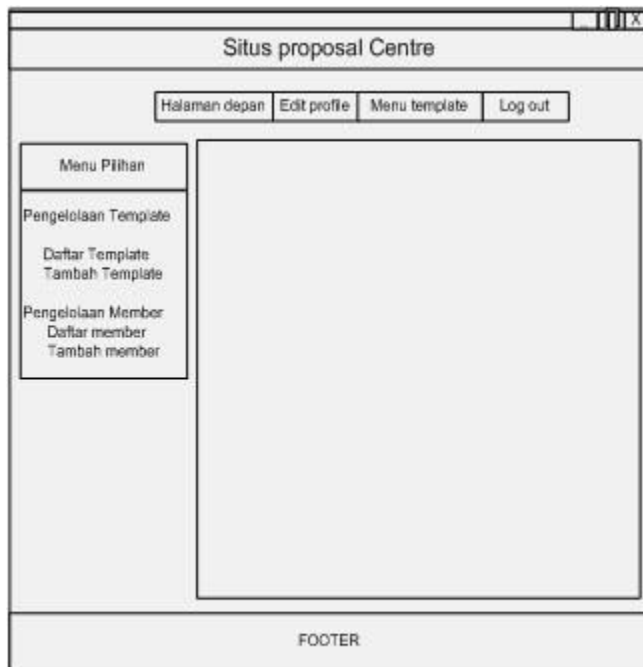 _ X
Situs proposal Centre
Halaman depan Edit profile Menu template Log out
Menu Pilihan
Pengelolaan Template
Daftar Template
Tambah Template
Pengelolaan Member
Daftar member
Tambah member
FOOTER